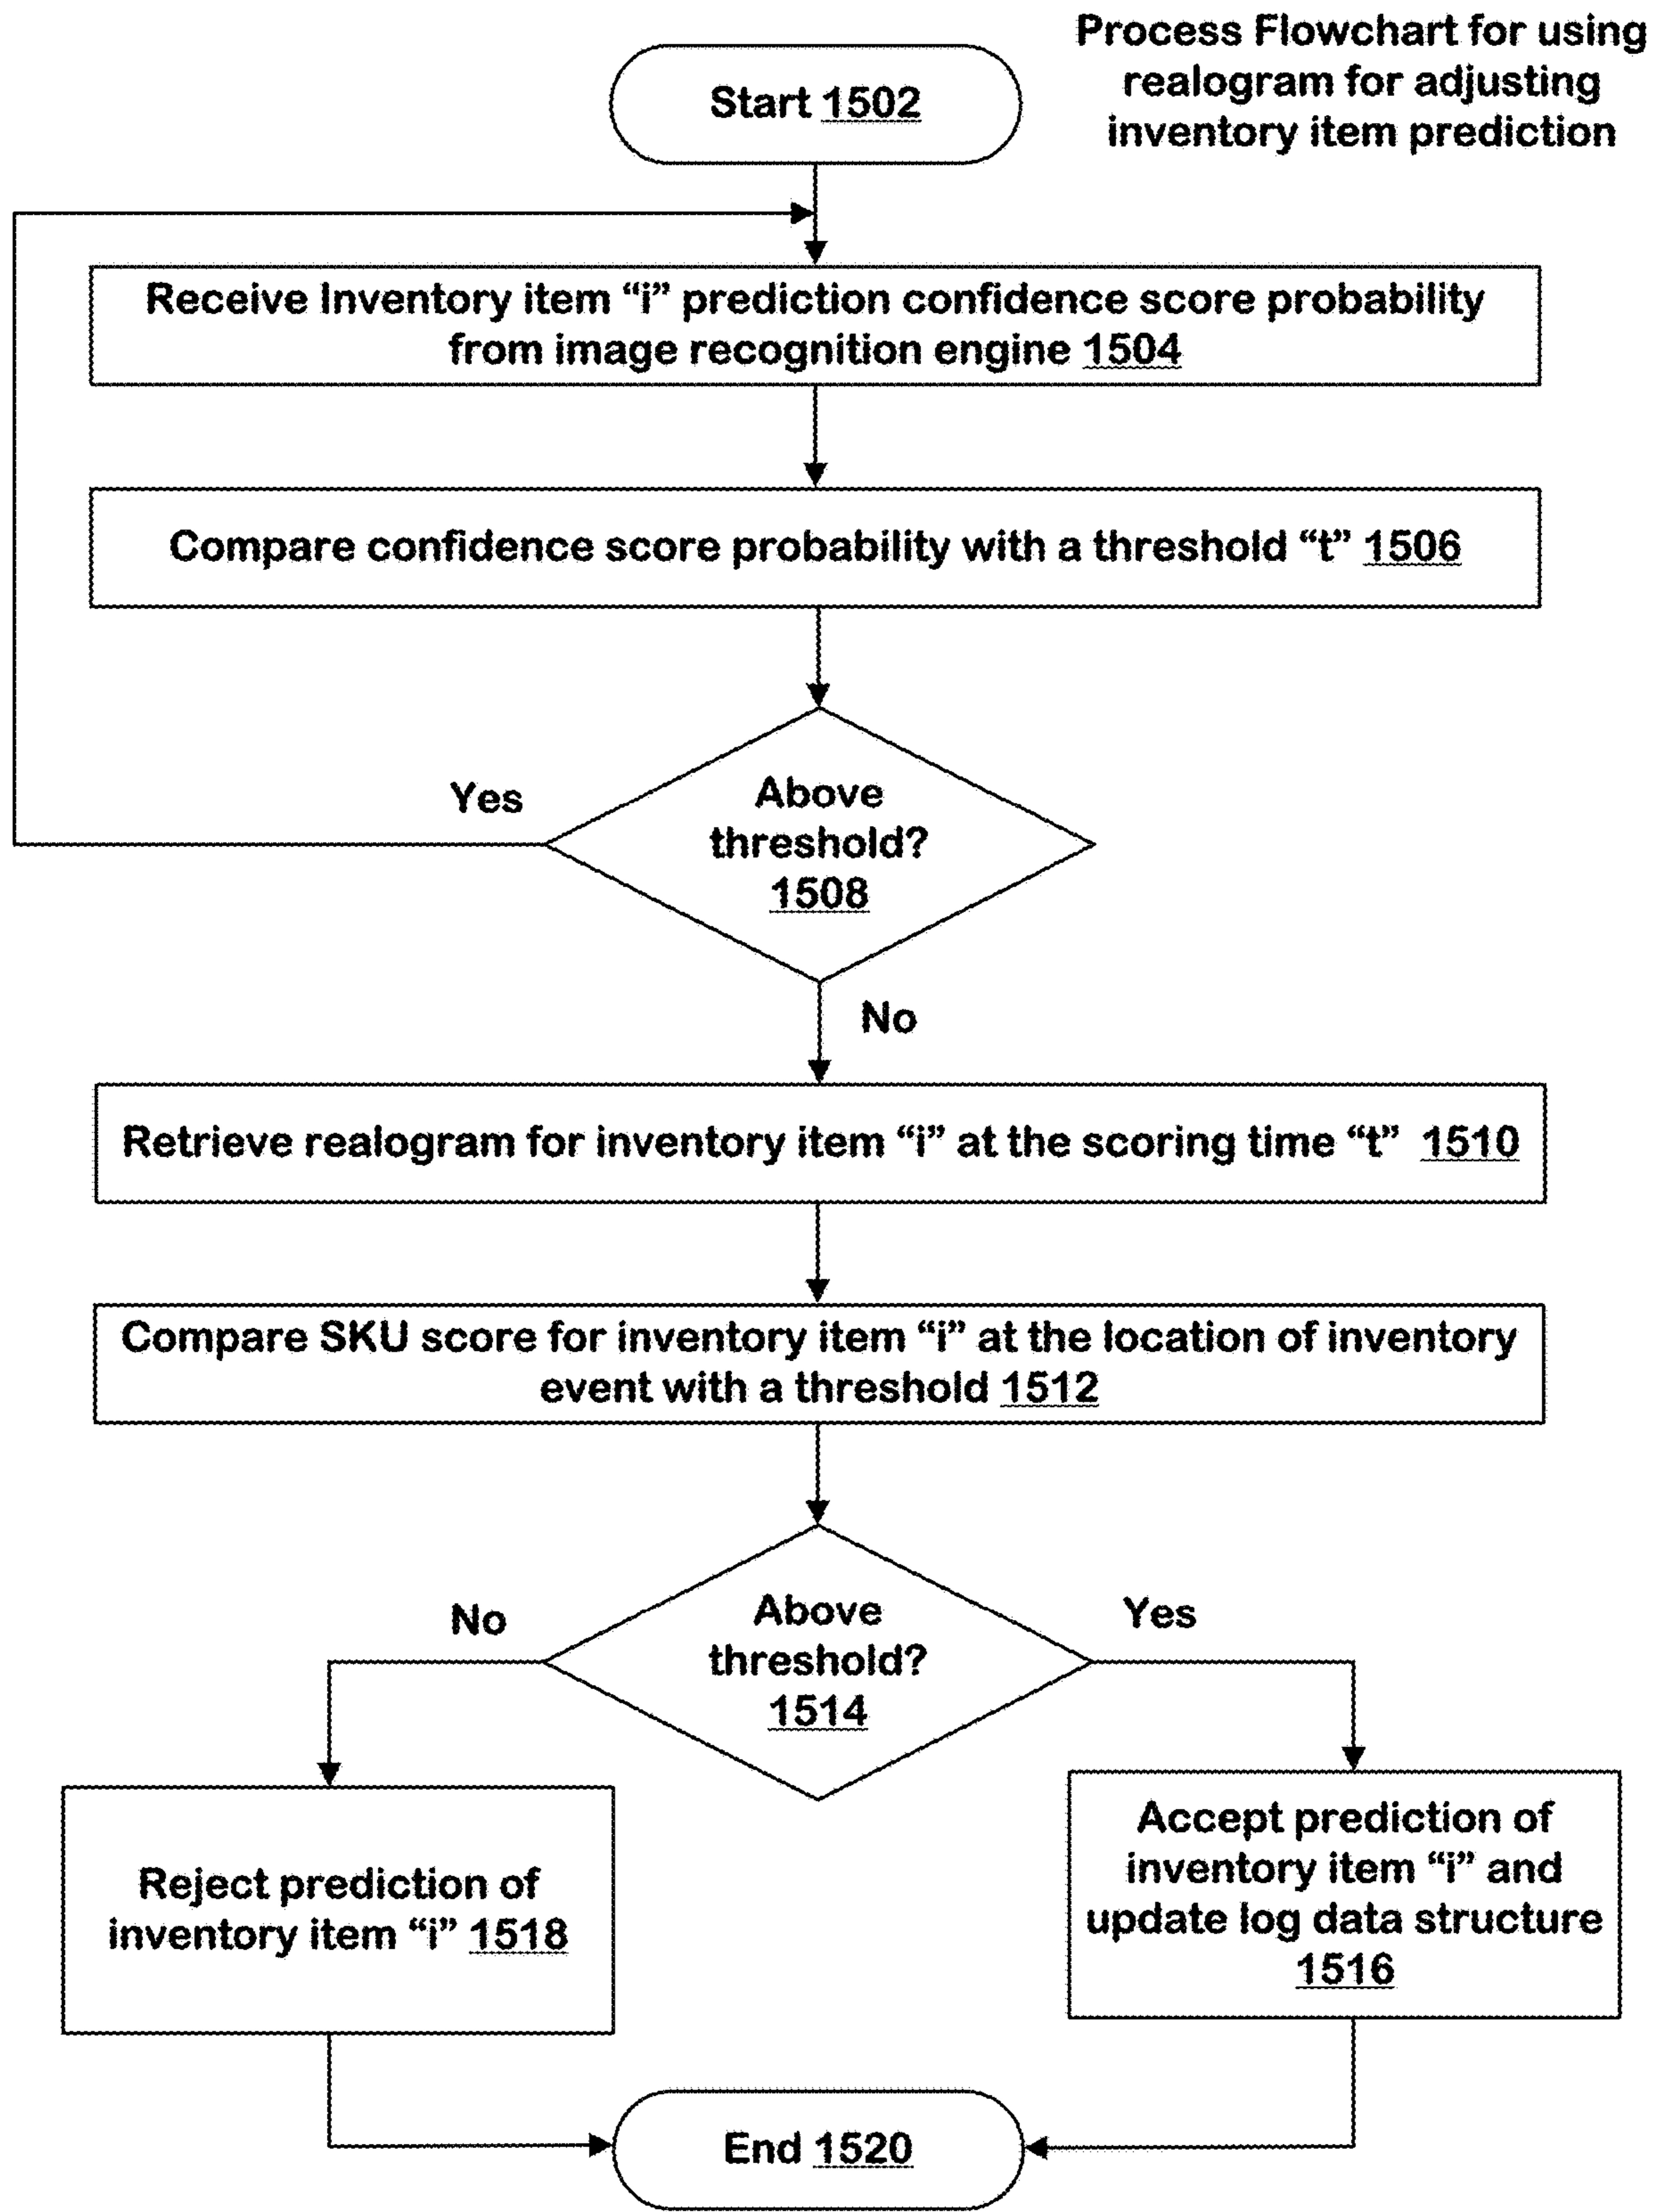 Process Flowchart for using
realogram for adjusting
inventory item prediction
Start 1502
Receive Inventory item “i” prediction confidence score probability
from image recognition engine 1504
Compare confidence score probability with a threshold “t” 1506
Above
threshold?
1508
Yes
No
Retrieve realogram for inventory item “i” at the scoring time “t” 1510
Compare SKU score for inventory item “i” at the location of inventory
event with a threshold 1512
Above
threshold?
1514
No
Yes
Reject prediction of
inventory item “i” 1518
Accept prediction of
inventory item “i” and
update log data structure
1516
End 1520